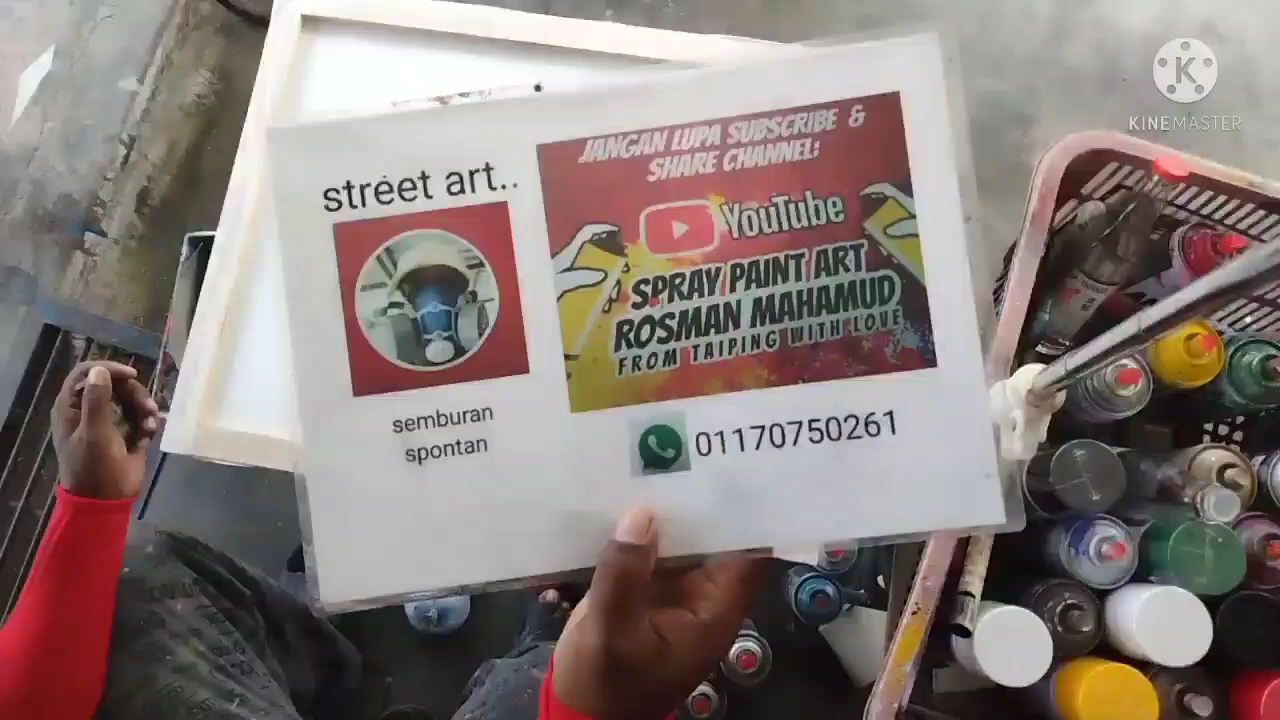 street art..
semburan
spontan
JANGAN LUPA SUBSCRIBE &
SHARE CHANNEL:
YouTube
SPRAY PAINT ART
ROSMAN MAHAMUD
FROM TAIPING WITH LOVE
01170750261
K
KINEMASTER